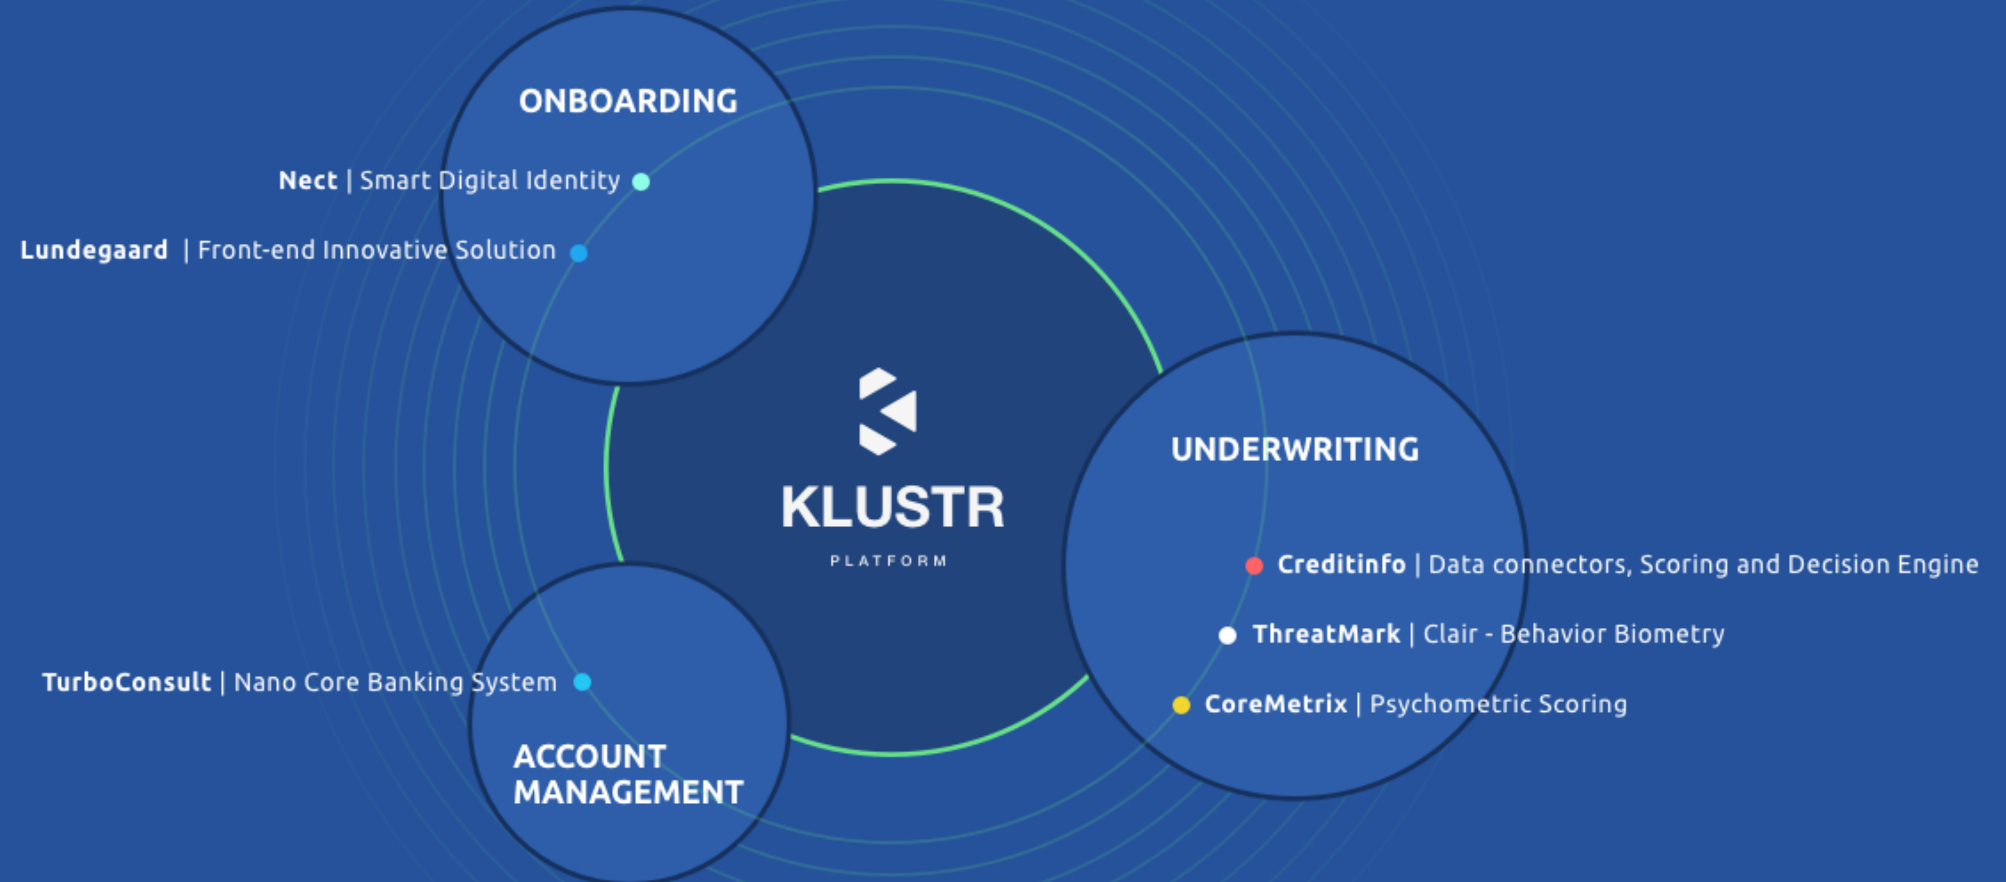 ONBOARDING
Nect | Smart Digital Identity
Lundegaard | Front-end Innovative Solution
KLUSTR
PLATFORM
UNDERWRITING
Creditinfo | Data connectors, Scoring and Decision Engine
ThreatMark | Clair - Behavior Biometry
CoreMetrix | Psychometric Scoring
TurboConsult | Nano Core Banking System
ACCOUNT
MANAGEMENT